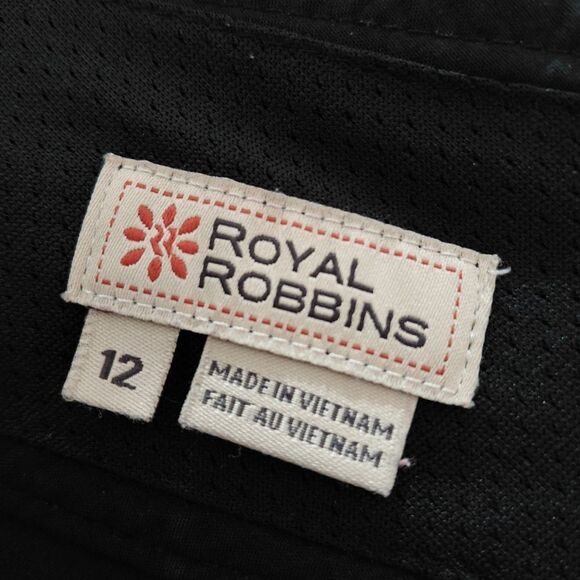 ROYAL
ROBBINS
12
MADE IN VIETNAM
FAIT AU VIETNAM